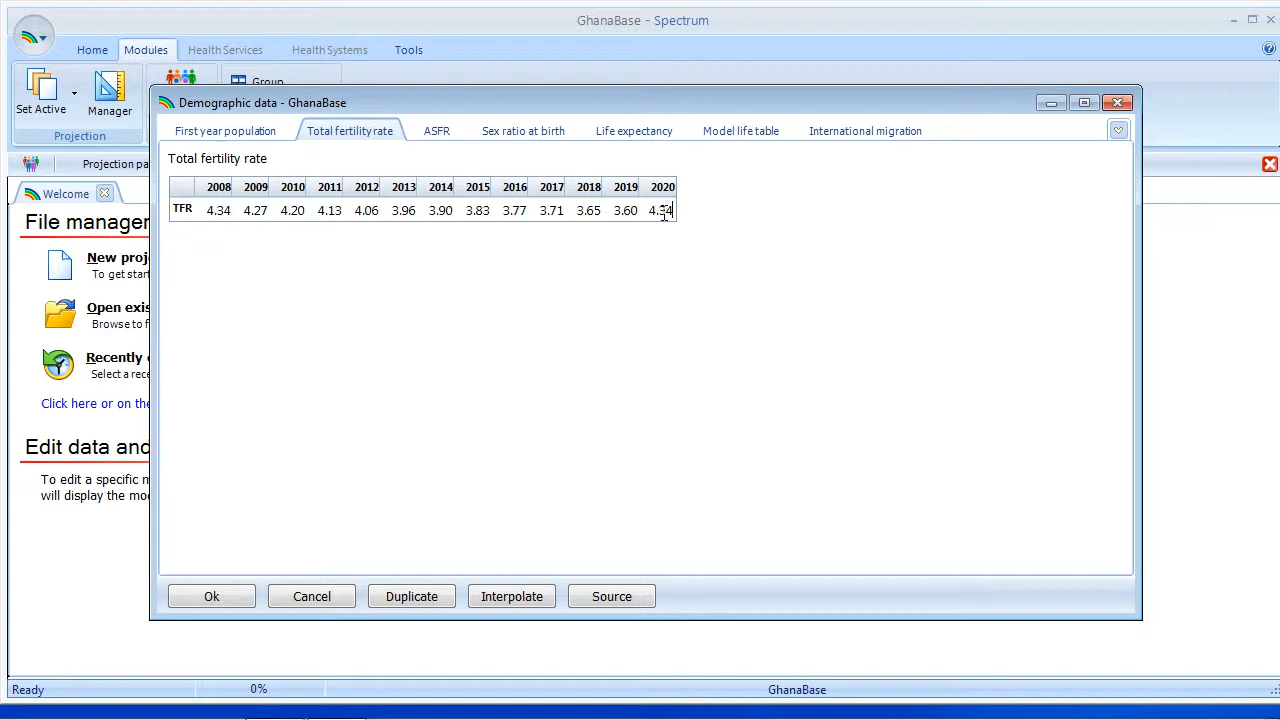 GhanaBase - Spectrum
Home Modules Health Services Health Systems Tools
Set Active Manager Group
Projection
Demographic data - GhanaBase
First year population Total fertility rate ASFR Sex ratio at birth Life expectancy Model life table International migration
Projection pa
Total fertility rate
2008 2009 2010 2011 2012 2013 2014 2015 2016 2017 2018 2019 2020
TFR 4.34 4.27 4.20 4.13 4.06 3.96 3.90 3.83 3.77 3.71 3.65 3.60 4.34
Welcome
File manager
New proj
To get start
Open exis
Browse to f
Recently
Select a rece
Click here or on the
Edit data and
To edit a specific m
will display the mod
Ok Cancel Duplicate Interpolate Source
Ready 0% GhanaBase